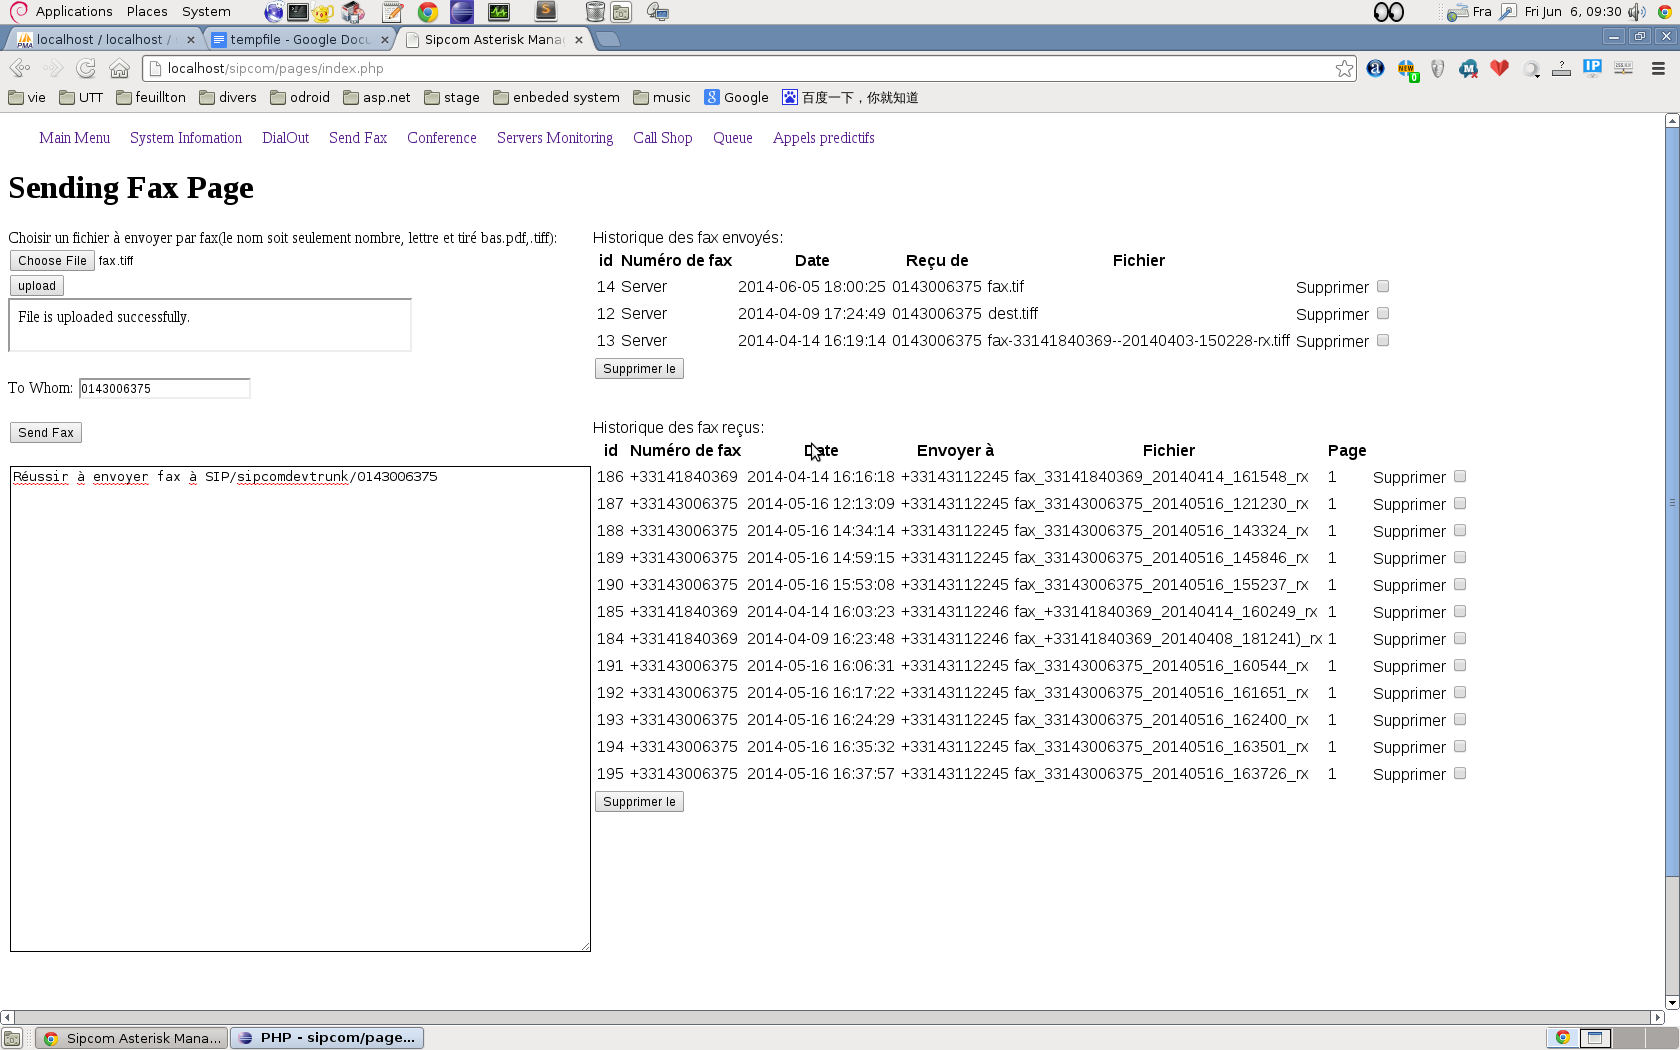 Applications Places System
Fra Fri Jun 6, 09:30
localhost / localhost / s
tempfile - Google Docu
Sipcom Asterisk Mana
localhost/sipcom/pages/index.php
vie UTT feuillton divers odroid asp.net stage enbeded system music Google 百度一下，你就知道
Main Menu System Infomation DialOut Send Fax Conference Servers Monitoring Call Shop Queue Appels predictifs
Sending Fax Page
Choisir un fichier à envoyer par fax(le nom soit seulement nombre, lettre et tiré bas.pdf,.tiff):
Choose File fax.tiff
upload
File is uploaded successfully.
To Whom: 0143006375
Send Fax
Réussir à envoyer fax à SIP/sipcomdevtrunk/0143006375
Historique des fax envoyés:
id Numéro de fax Date Reçu de Fichier
14 Server 2014-06-05 18:00:25 0143006375 fax.tif Supprimer
12 Server 2014-04-09 17:24:49 0143006375 dest.tiff Supprimer
13 Server 2014-04-14 16:19:14 0143006375 fax-33141840369--20140403-150228-rx.tiff Supprimer
Supprimer le
Historique des fax reçus:
id Numéro de fax Date Envoyer à Fichier Page
186 +33141840369 2014-04-14 16:16:18 +33143112245 fax_33141840369_20140414_161548_rx 1 Supprimer
187 +33143006375 2014-05-16 12:13:09 +33143112245 fax_33143006375_20140516_121230_rx 1 Supprimer
188 +33143006375 2014-05-16 14:34:14 +33143112245 fax_33143006375_20140516_143324_rx 1 Supprimer
189 +33143006375 2014-05-16 14:59:15 +33143112245 fax_33143006375_20140516_145846_rx 1 Supprimer
190 +33143006375 2014-05-16 15:53:08 +33143112245 fax_33143006375_20140516_155237_rx 1 Supprimer
185 +33141840369 2014-04-14 16:03:23 +33143112246 fax_+33141840369_20140414_160249_rx 1 Supprimer
184 +33141840369 2014-04-09 16:23:48 +33143112246 fax_+33141840369_20140408_181241)_rx 1 Supprimer
191 +33143006375 2014-05-16 16:06:31 +33143112245 fax_33143006375_20140516_160544_rx 1 Supprimer
192 +33143006375 2014-05-16 16:17:22 +33143112245 fax_33143006375_20140516_161651_rx 1 Supprimer
193 +33143006375 2014-05-16 16:24:29 +33143112245 fax_33143006375_20140516_162400_rx 1 Supprimer
194 +33143006375 2014-05-16 16:35:32 +33143112245 fax_33143006375_20140516_163501_rx 1 Supprimer
195 +33143006375 2014-05-16 16:37:57 +33143112245 fax_33143006375_20140516_163726_rx 1 Supprimer
Supprimer le
Sipcom Asterisk Mana...
PHP - sipcom/page...